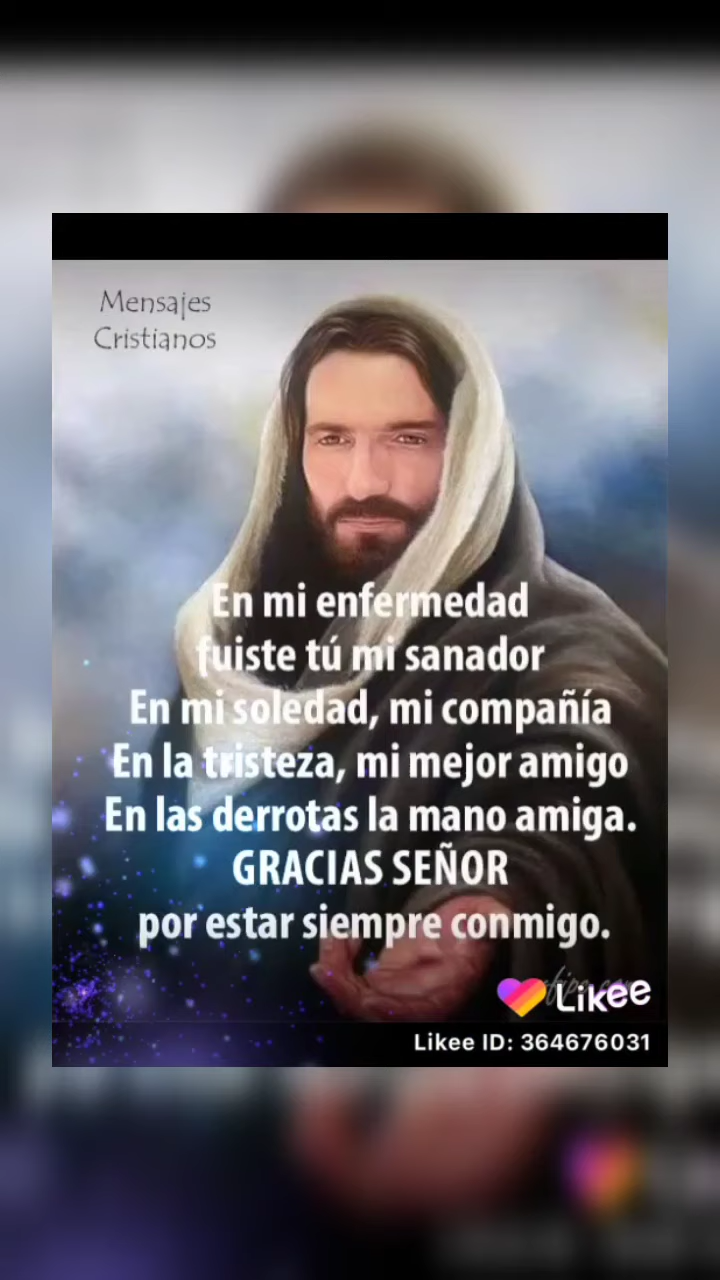 Mensajes
Cristianos
En mi enfermedad
fuiste tú mi sanador
En mi soledad, mi compañía
En la tristeza, mi mejor amigo
En las derrotas la mano amiga.
GRACIAS SEÑOR
por estar siempre conmigo.
Likee
Likee ID: 364676031